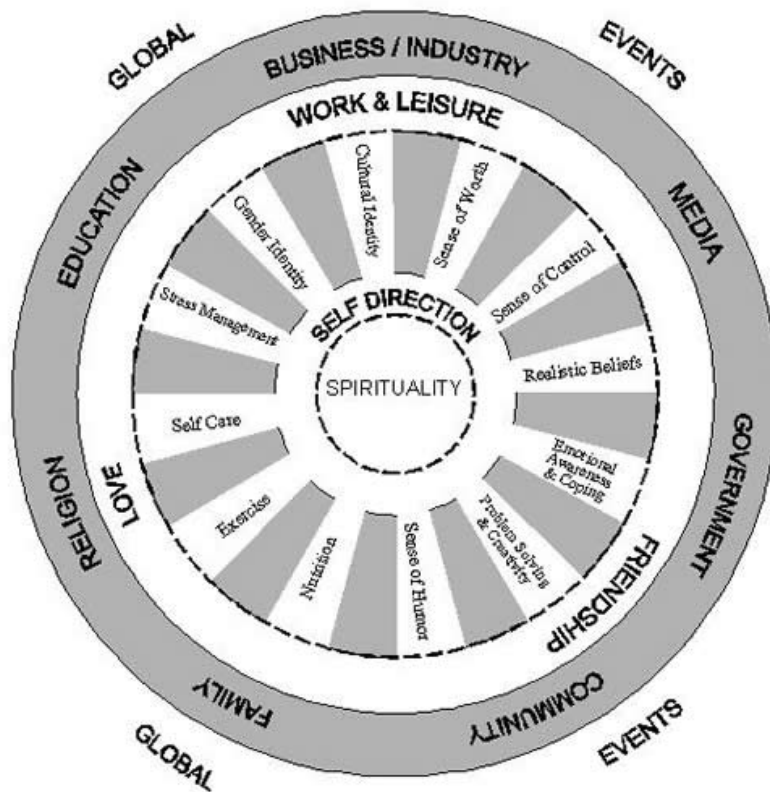 GLOBAL
EVENTS
BUSINESS / INDUSTRY
EDUCATION
MEDIA
WORK & LEISURE
Cultural Identity
Sense of Worth
Gender Identity
Sense of Control
Stress Management
SELF DIRECTION
Realistic Beliefs
SPIRITUALITY
Self Care
Emotional
Awareness
& Coping
GOVERNMENT
RELIGION
LOVE
Exercise
Problem Solving
& Creativity
Nutrition
Sense of Humor
FRIENDSHIP
FAMILY
COMMUNITY
GLOBAL
EVENTS